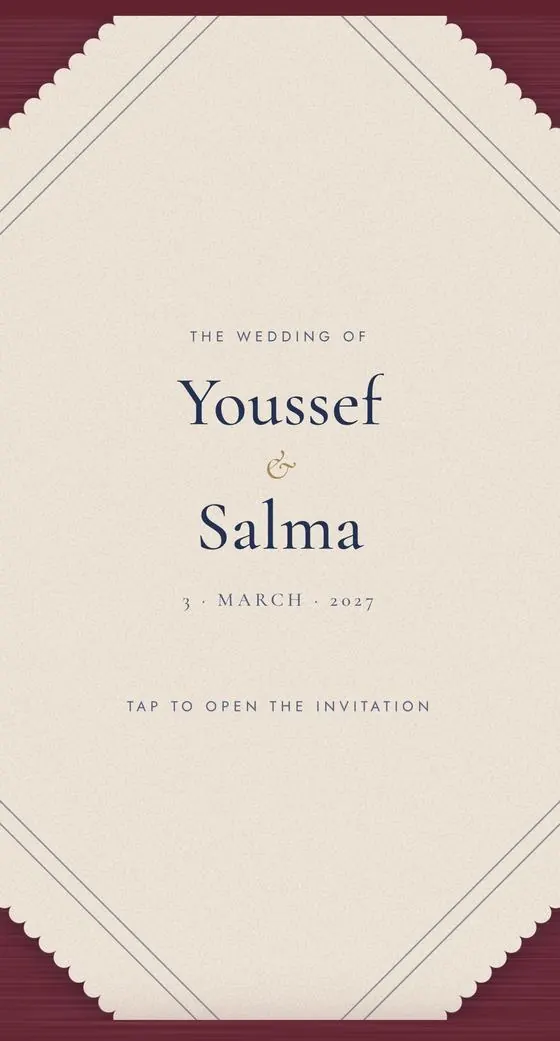 THE WEDDING OF
Youssef
&
Salma
3 · MARCH · 2027
TAP TO OPEN THE INVITATION